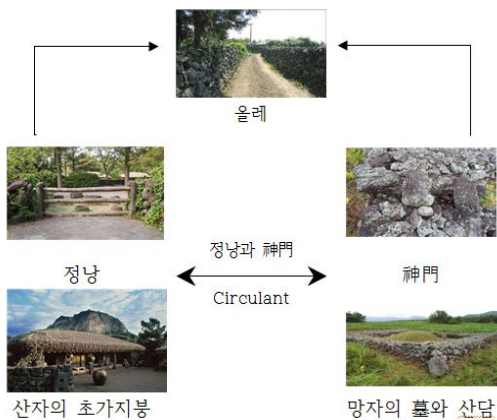 올레
정낭과 神門
정낭
神門
Circulant
산자의 초가지붕
망자의 墓와 산담